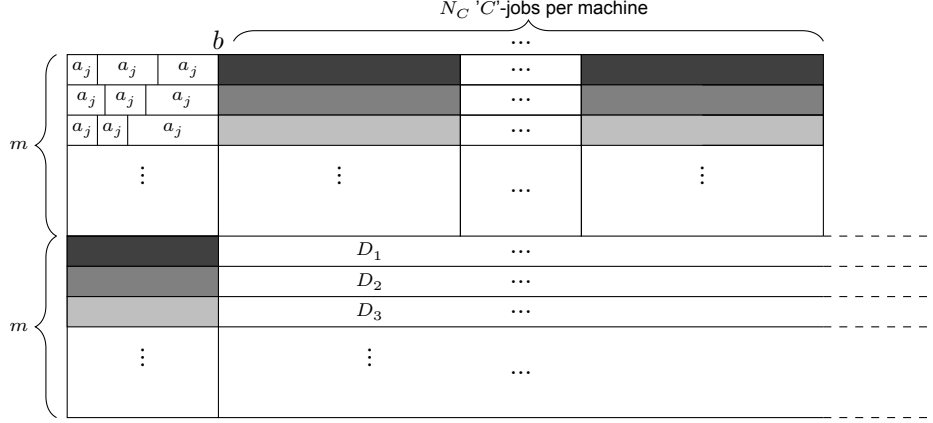 N_C 'C'-jobs per machine
b ...
a_j a_j a_j ...
a_j a_j a_j ...
a_j a_j a_j ...
m
⋮ ⋮ ... ⋮
D_1 ...
D_2 ...
D_3 ...
m
⋮ ⋮ ...